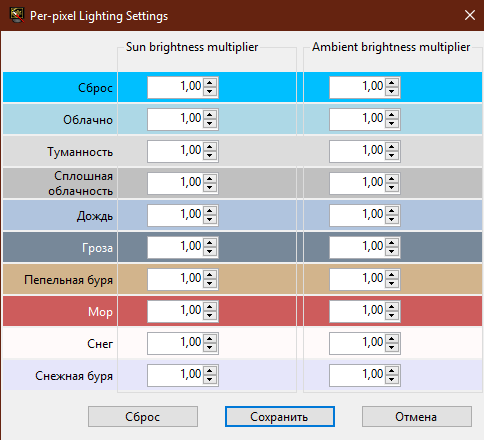 Per-pixel Lighting Settings
Sun brightness multiplier Ambient brightness multiplier
Сброс 1,00 1,00
Облачно 1,00 1,00
Туманность 1,00 1,00
Сплошная
облачность 1,00 1,00
Дождь 1,00 1,00
Гроза 1,00 1,00
Пепельная буря 1,00 1,00
Мор 1,00 1,00
Снег 1,00 1,00
Снежная буря 1,00 1,00
Сброс Сохранить Отмена